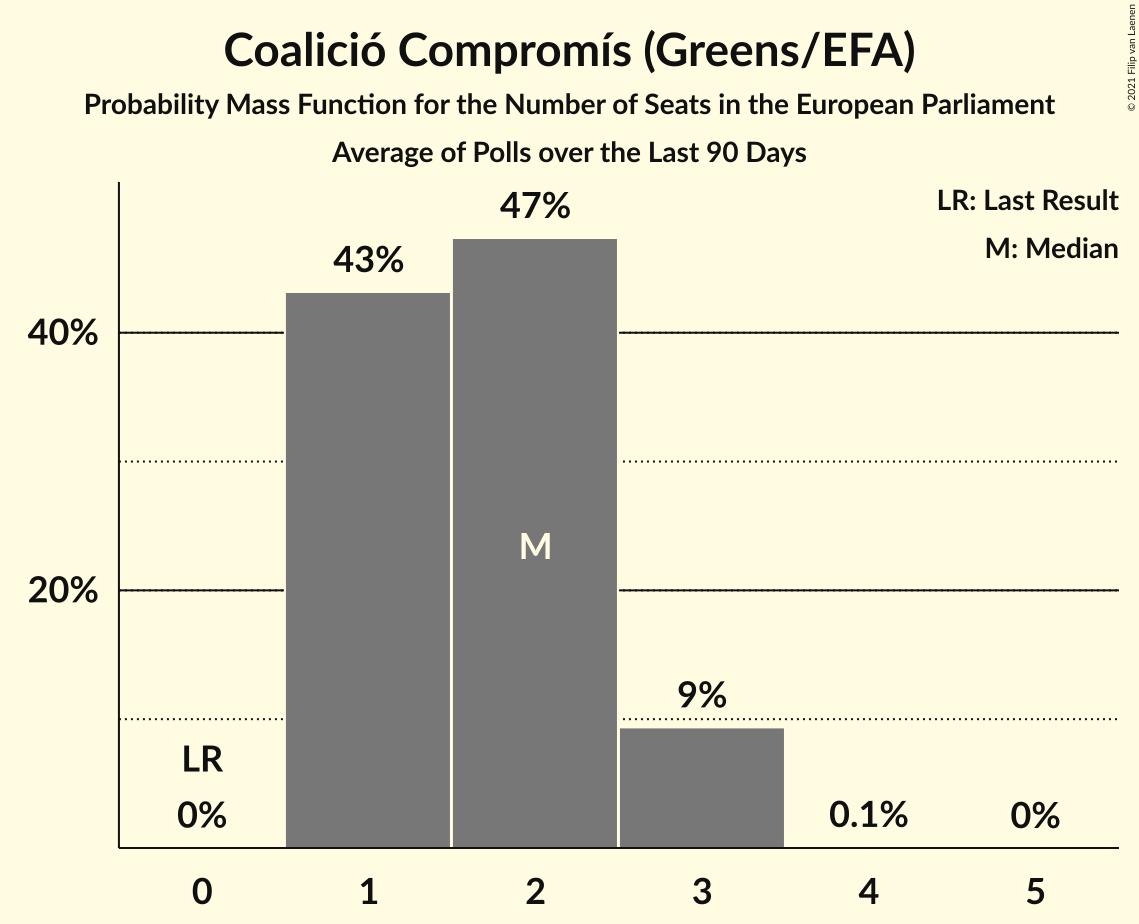 Coalició Compromís (Greens/EFA)
Probability Mass Function for the Number of Seats in the European Parliament
Average of Polls over the Last 90 Days
© 2021 Filip van Laenen
LR: Last Result
M: Median
47%
43%
40%
M
20%
9%
LR
0%
0.1%
0%
0
1
2
3
4
5